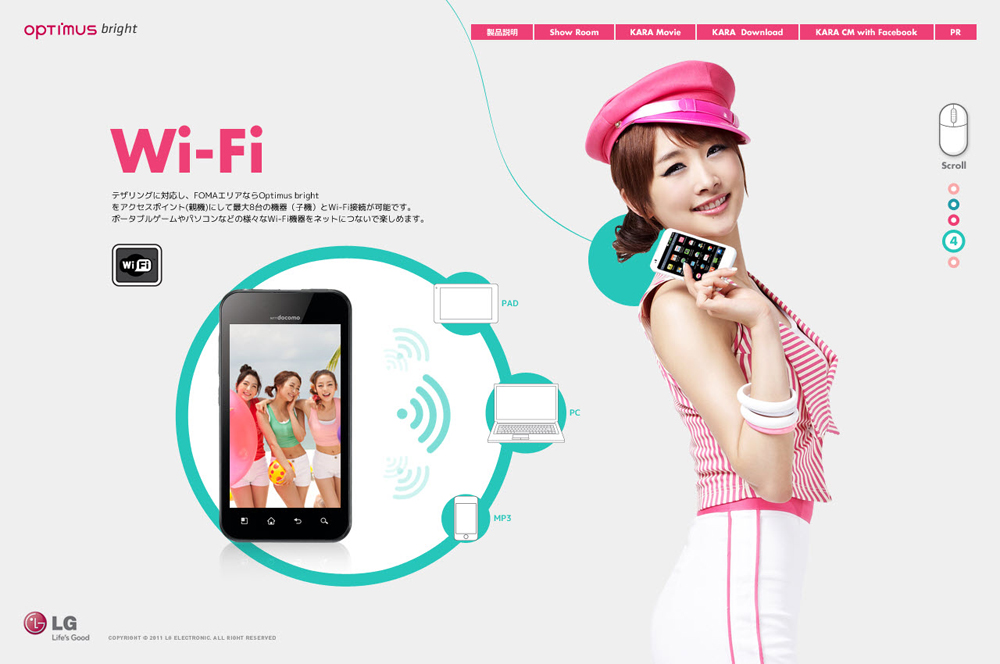 OPTIMUS bright
製品説明
Show Room
KARA Movie
KARA Download
KARA CM with Facebook
PR
Wi-Fi
テザリングに対応し、FOMAエリアならOptimus bright
をアクセスポイント(親機)にして最大8台の機器（子機）とWi-Fi接続が可能です。
ポータブルゲームやパソコンなどの様々なWi-Fi機器をネットにつないで楽しめます。
Wi Fi
with docomo
PAD
PC
MP3
Scroll
4
LG
Life's Good
COPYRIGHT © 2011 LG ELECTRONIC. ALL RIGHT RESERVED